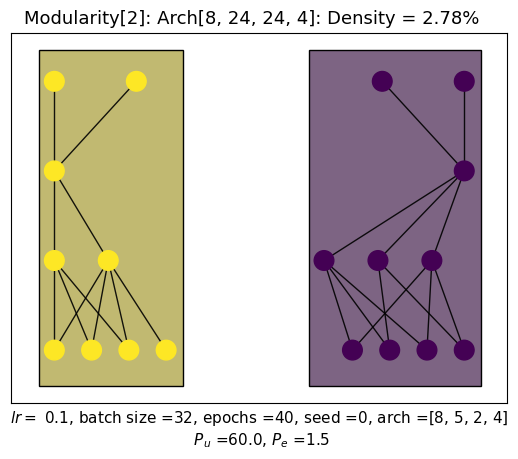 Modularity[2]: Arch[8, 24, 24, 4]: Density = 2.78%
lr = 0.1, batch size =32, epochs =40, seed =0, arch =[8, 5, 2, 4]
P_u =60.0, P_e =1.5